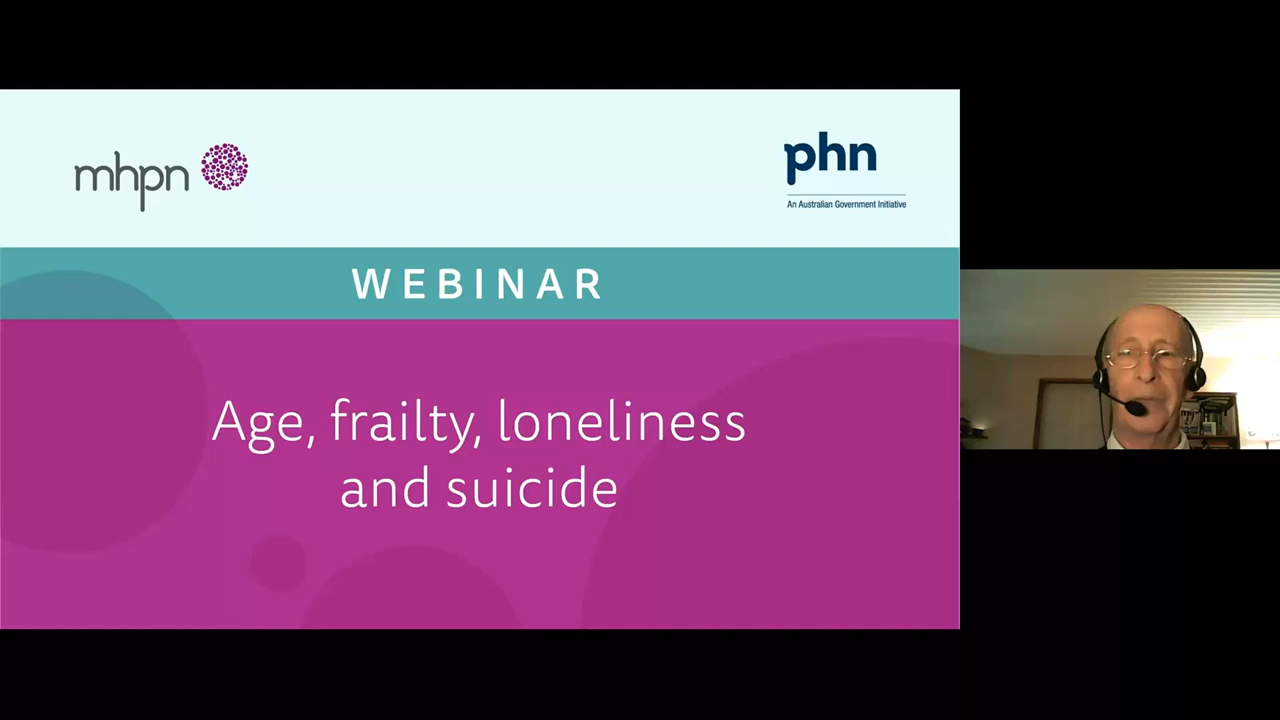 mhpn
phn
An Australian Government Initiative
WEBINAR
Age, frailty, loneliness
and suicide